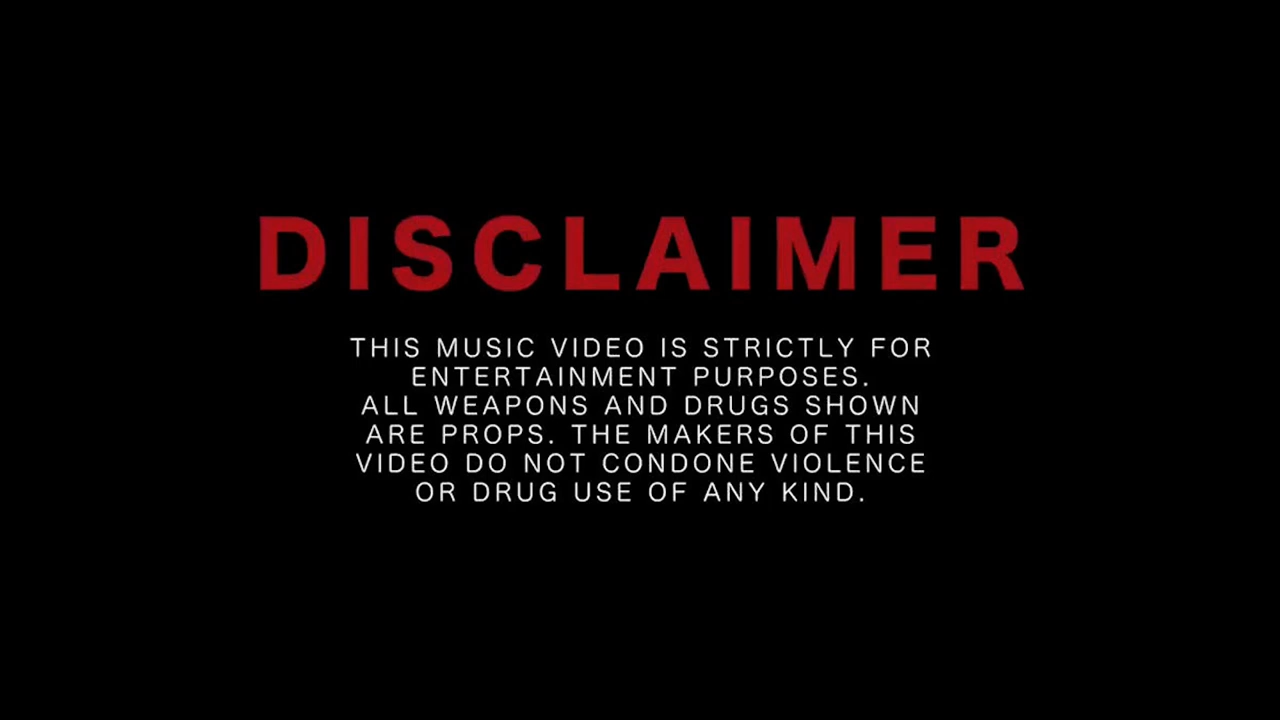 DISCLAIMER
THIS MUSIC VIDEO IS STRICTLY FOR
ENTERTAINMENT PURPOSES.
ALL WEAPONS AND DRUGS SHOWN
ARE PROPS. THE MAKERS OF THIS
VIDEO DO NOT CONDONE VIOLENCE
OR DRUG USE OF ANY KIND.